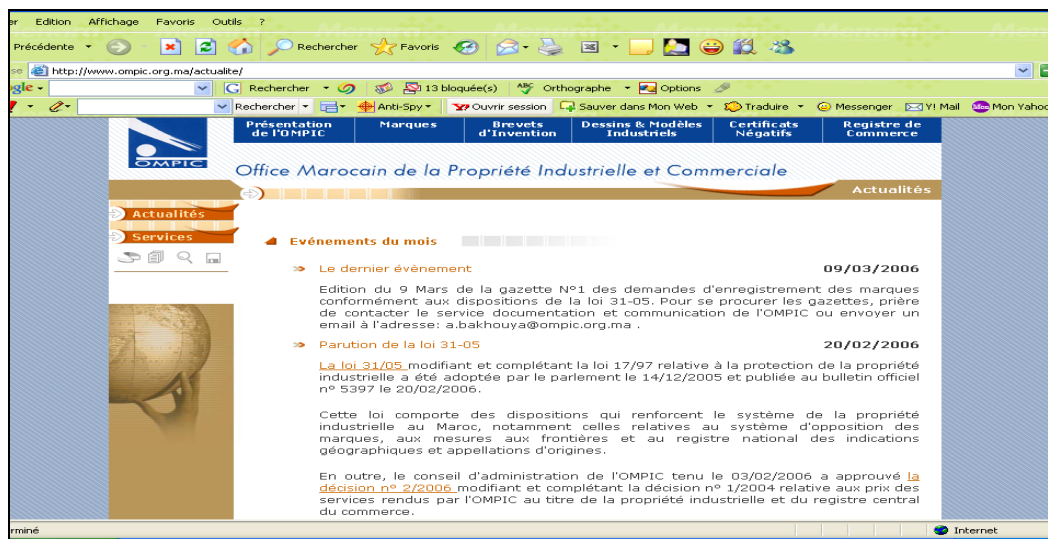 er Edition Affichage Favoris Outils ?
Précédente Rechercher Favoris
se http://www.ompic.org.ma/actualite/
gle Rechercher 13 bloquée(s) Orthographe Options
Rechercher Anti-Spy Ouvrir session Sauver dans Mon Web Traduire Messenger Y! Mail Mon Yahoo
Présentation de l'OMPIC
Marques
Brevets d'Invention
Dessins & Modèles Industriels
Certificats Négatifs
Registre de Commerce
OMPIC
Office Marocain de la Propriété Industrielle et Commerciale
Actualités
Actualités
Services
Evénements du mois
Le dernier évènement 09/03/2006
Edition du 9 Mars de la gazette N°1 des demandes d'enregistrement des marques
conformément aux dispositions de la loi 31-05. Pour se procurer les gazettes, prière
de contacter le service documentation et communication de l'OMPIC ou envoyer un
email à l'adresse: a.bakhouya@ompic.org.ma .
Parution de la loi 31-05 20/02/2006
La loi 31/05 modifiant et complétant la loi 17/97 relative à la protection de la propriété
industrielle a été adoptée par le parlement le 14/12/2005 et publiée au bulletin officiel
n° 5397 le 20/02/2006.
Cette loi comporte des dispositions qui renforcent le système de la propriété
industrielle au Maroc, notamment celles relatives au système d'opposition des
marques, aux mesures aux frontières et au registre national des indications
géographiques et appellations d'origines.
En outre, le conseil d'administration de l'OMPIC tenu le 03/02/2006 a approuvé la
décision n° 2/2006 modifiant et complétant la décision n° 1/2004 relative aux prix des
services rendus par l'OMPIC au titre de la propriété industrielle et du registre central
du commerce.
rminé Internet